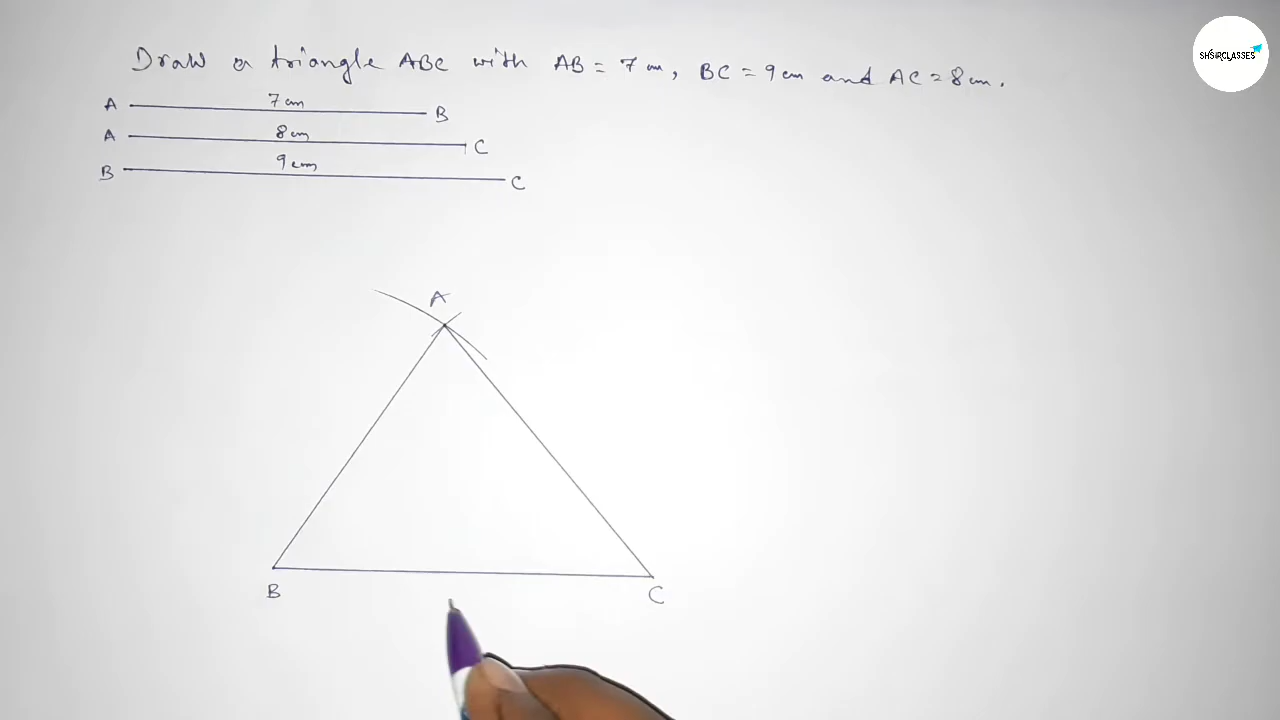 Draw a triangle ABC with AB = 7 cm, BC = 9 cm and AC = 8 cm.
A 7 cm B
A 8 cm C
B 9 cm C
A
B C
SHSIRCLASSES